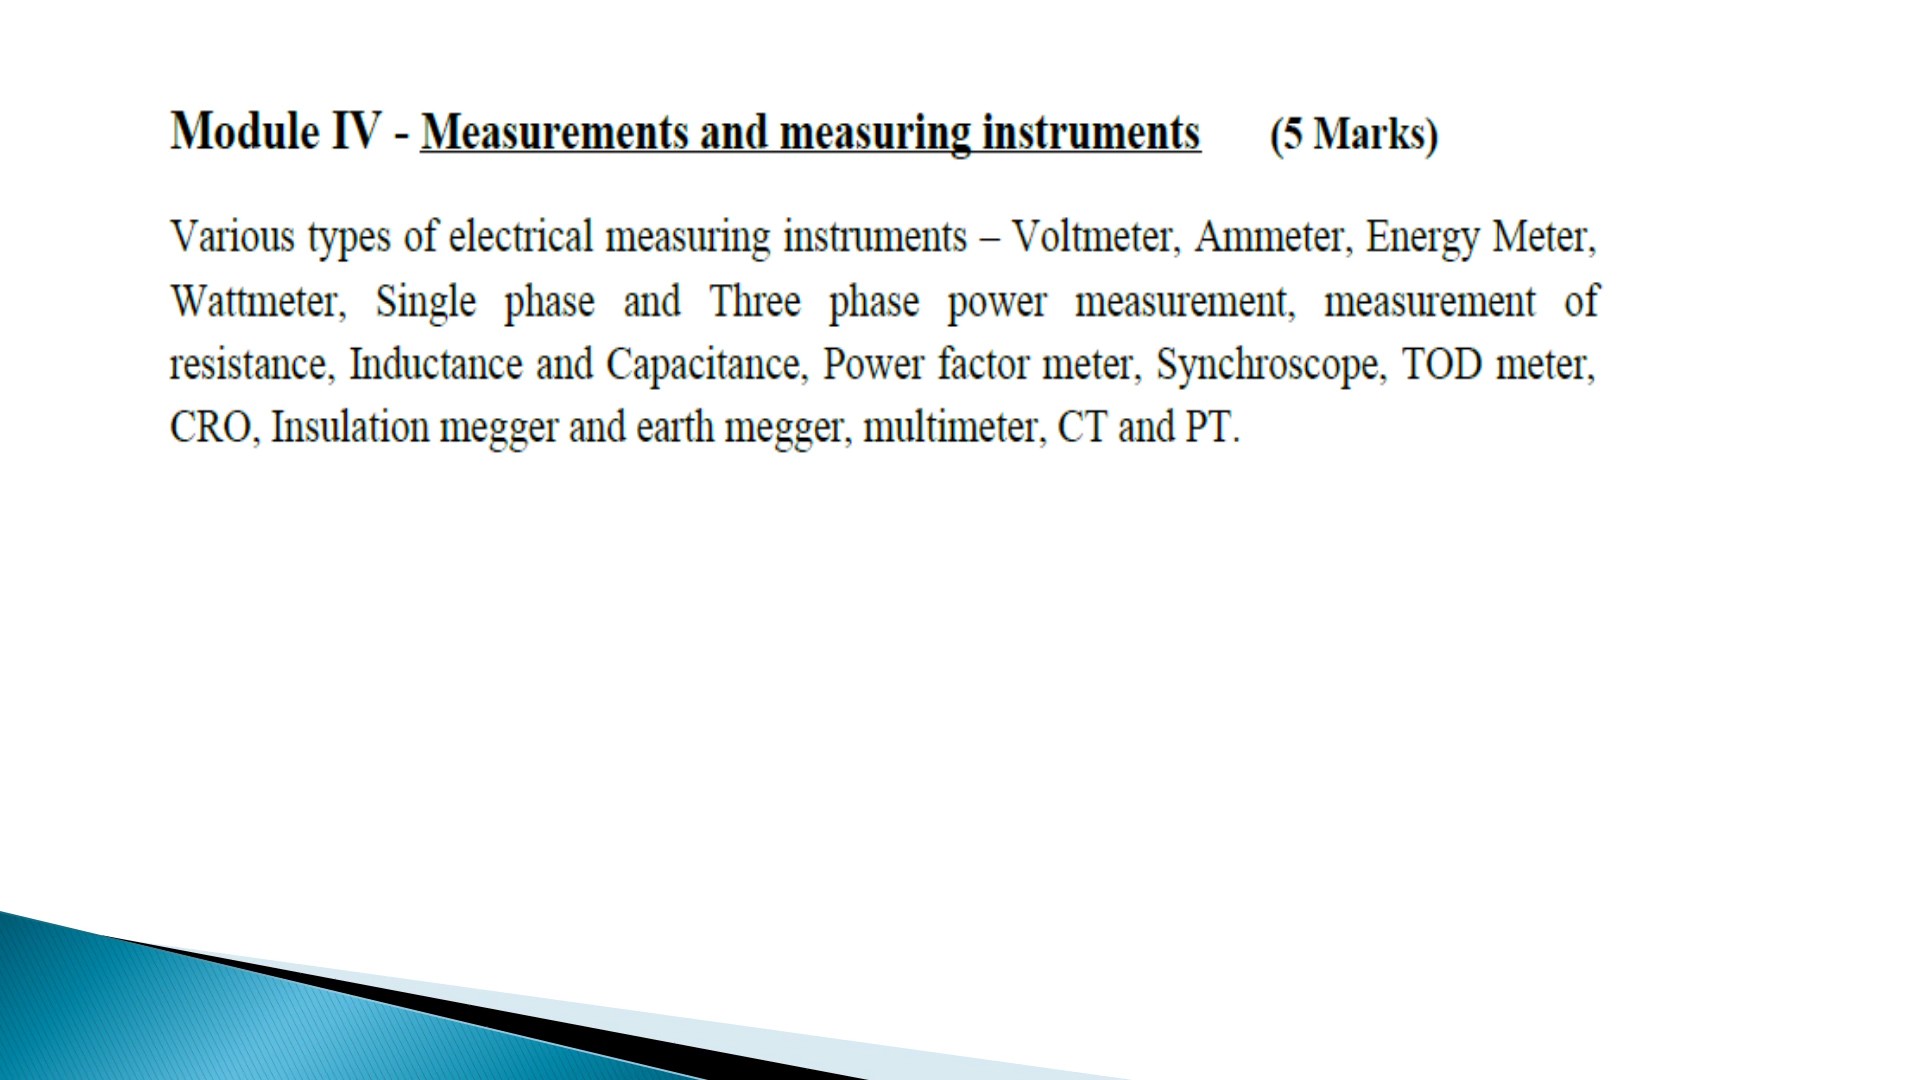 Module IV - Measurements and measuring instruments (5 Marks)
Various types of electrical measuring instruments – Voltmeter, Ammeter, Energy Meter,
Wattmeter, Single phase and Three phase power measurement, measurement of
resistance, Inductance and Capacitance, Power factor meter, Synchroscope, TOD meter,
CRO, Insulation megger and earth megger, multimeter, CT and PT.